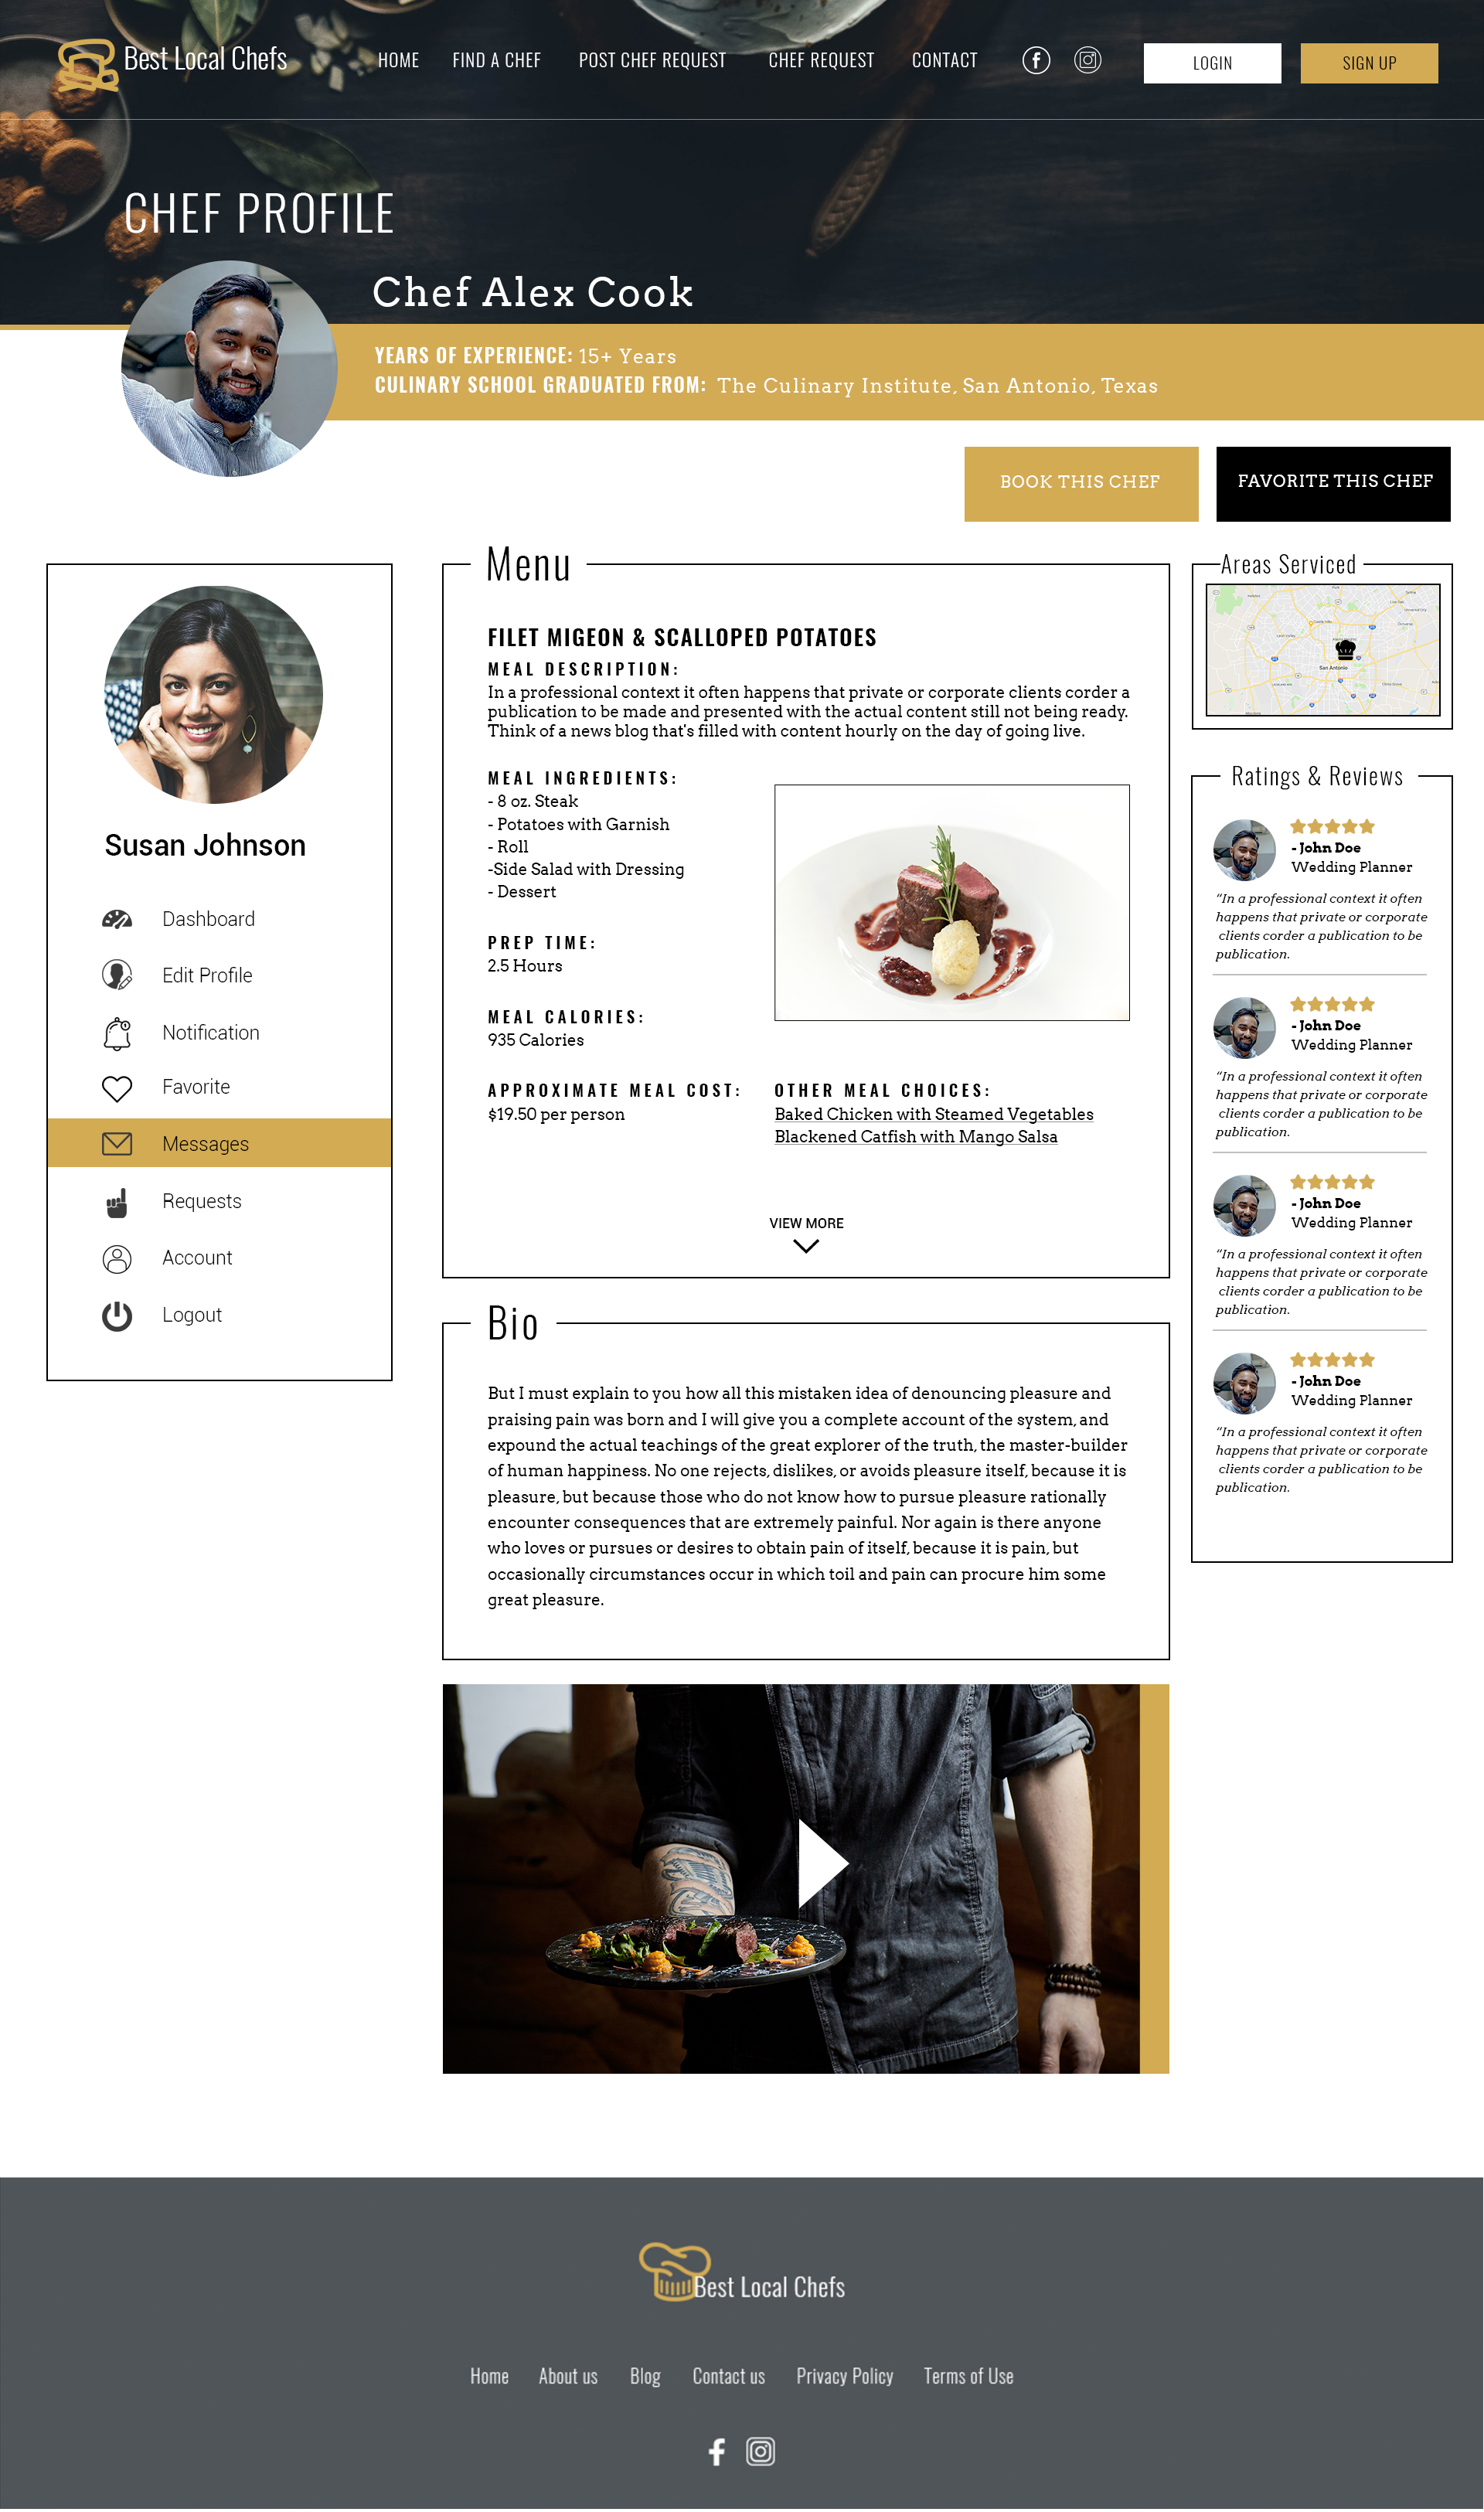 Best Local Chefs
HOME
FIND A CHEF
POST CHEF REQUEST
CHEF REQUEST
CONTACT
LOGIN
SIGN UP
CHEF PROFILE
Chef Alex Cook
YEARS OF EXPERIENCE: 15+ Years
CULINARY SCHOOL GRADUATED FROM: The Culinary Institute, San Antonio, Texas
BOOK THIS CHEF
FAVORITE THIS CHEF
Susan Johnson
Dashboard
Edit Profile
Notification
Favorite
Messages
Requests
Account
Logout
Menu
FILET MIGEON & SCALLOPED POTATOES
MEAL DESCRIPTION:
In a professional context it often happens that private or corporate clients corder a
publication to be made and presented with the actual content still not being ready.
Think of a news blog that's filled with content hourly on the day of going live.
MEAL INGREDIENTS:
- 8 oz. Steak
- Potatoes with Garnish
- Roll
-Side Salad with Dressing
- Dessert
PREP TIME:
2.5 Hours
MEAL CALORIES:
935 Calories
APPROXIMATE MEAL COST:
$19.50 per person
OTHER MEAL CHOICES:
Baked Chicken with Steamed Vegetables
Blackened Catfish with Mango Salsa
VIEW MORE
Bio
But I must explain to you how all this mistaken idea of denouncing pleasure and
praising pain was born and I will give you a complete account of the system, and
expound the actual teachings of the great explorer of the truth, the master-builder
of human happiness. No one rejects, dislikes, or avoids pleasure itself, because it is
pleasure, but because those who do not know how to pursue pleasure rationally
encounter consequences that are extremely painful. Nor again is there anyone
who loves or pursues or desires to obtain pain of itself, because it is pain, but
occasionally circumstances occur in which toil and pain can procure him some
great pleasure.
Areas Serviced
San Antonio
Ratings & Reviews
- John Doe
Wedding Planner
“In a professional context it often
happens that private or corporate
clients corder a publication to be
publication.
- John Doe
Wedding Planner
“In a professional context it often
happens that private or corporate
clients corder a publication to be
publication.
- John Doe
Wedding Planner
“In a professional context it often
happens that private or corporate
clients corder a publication to be
publication.
- John Doe
Wedding Planner
“In a professional context it often
happens that private or corporate
clients corder a publication to be
publication.
Best Local Chefs
Home
About us
Blog
Contact us
Privacy Policy
Terms of Use